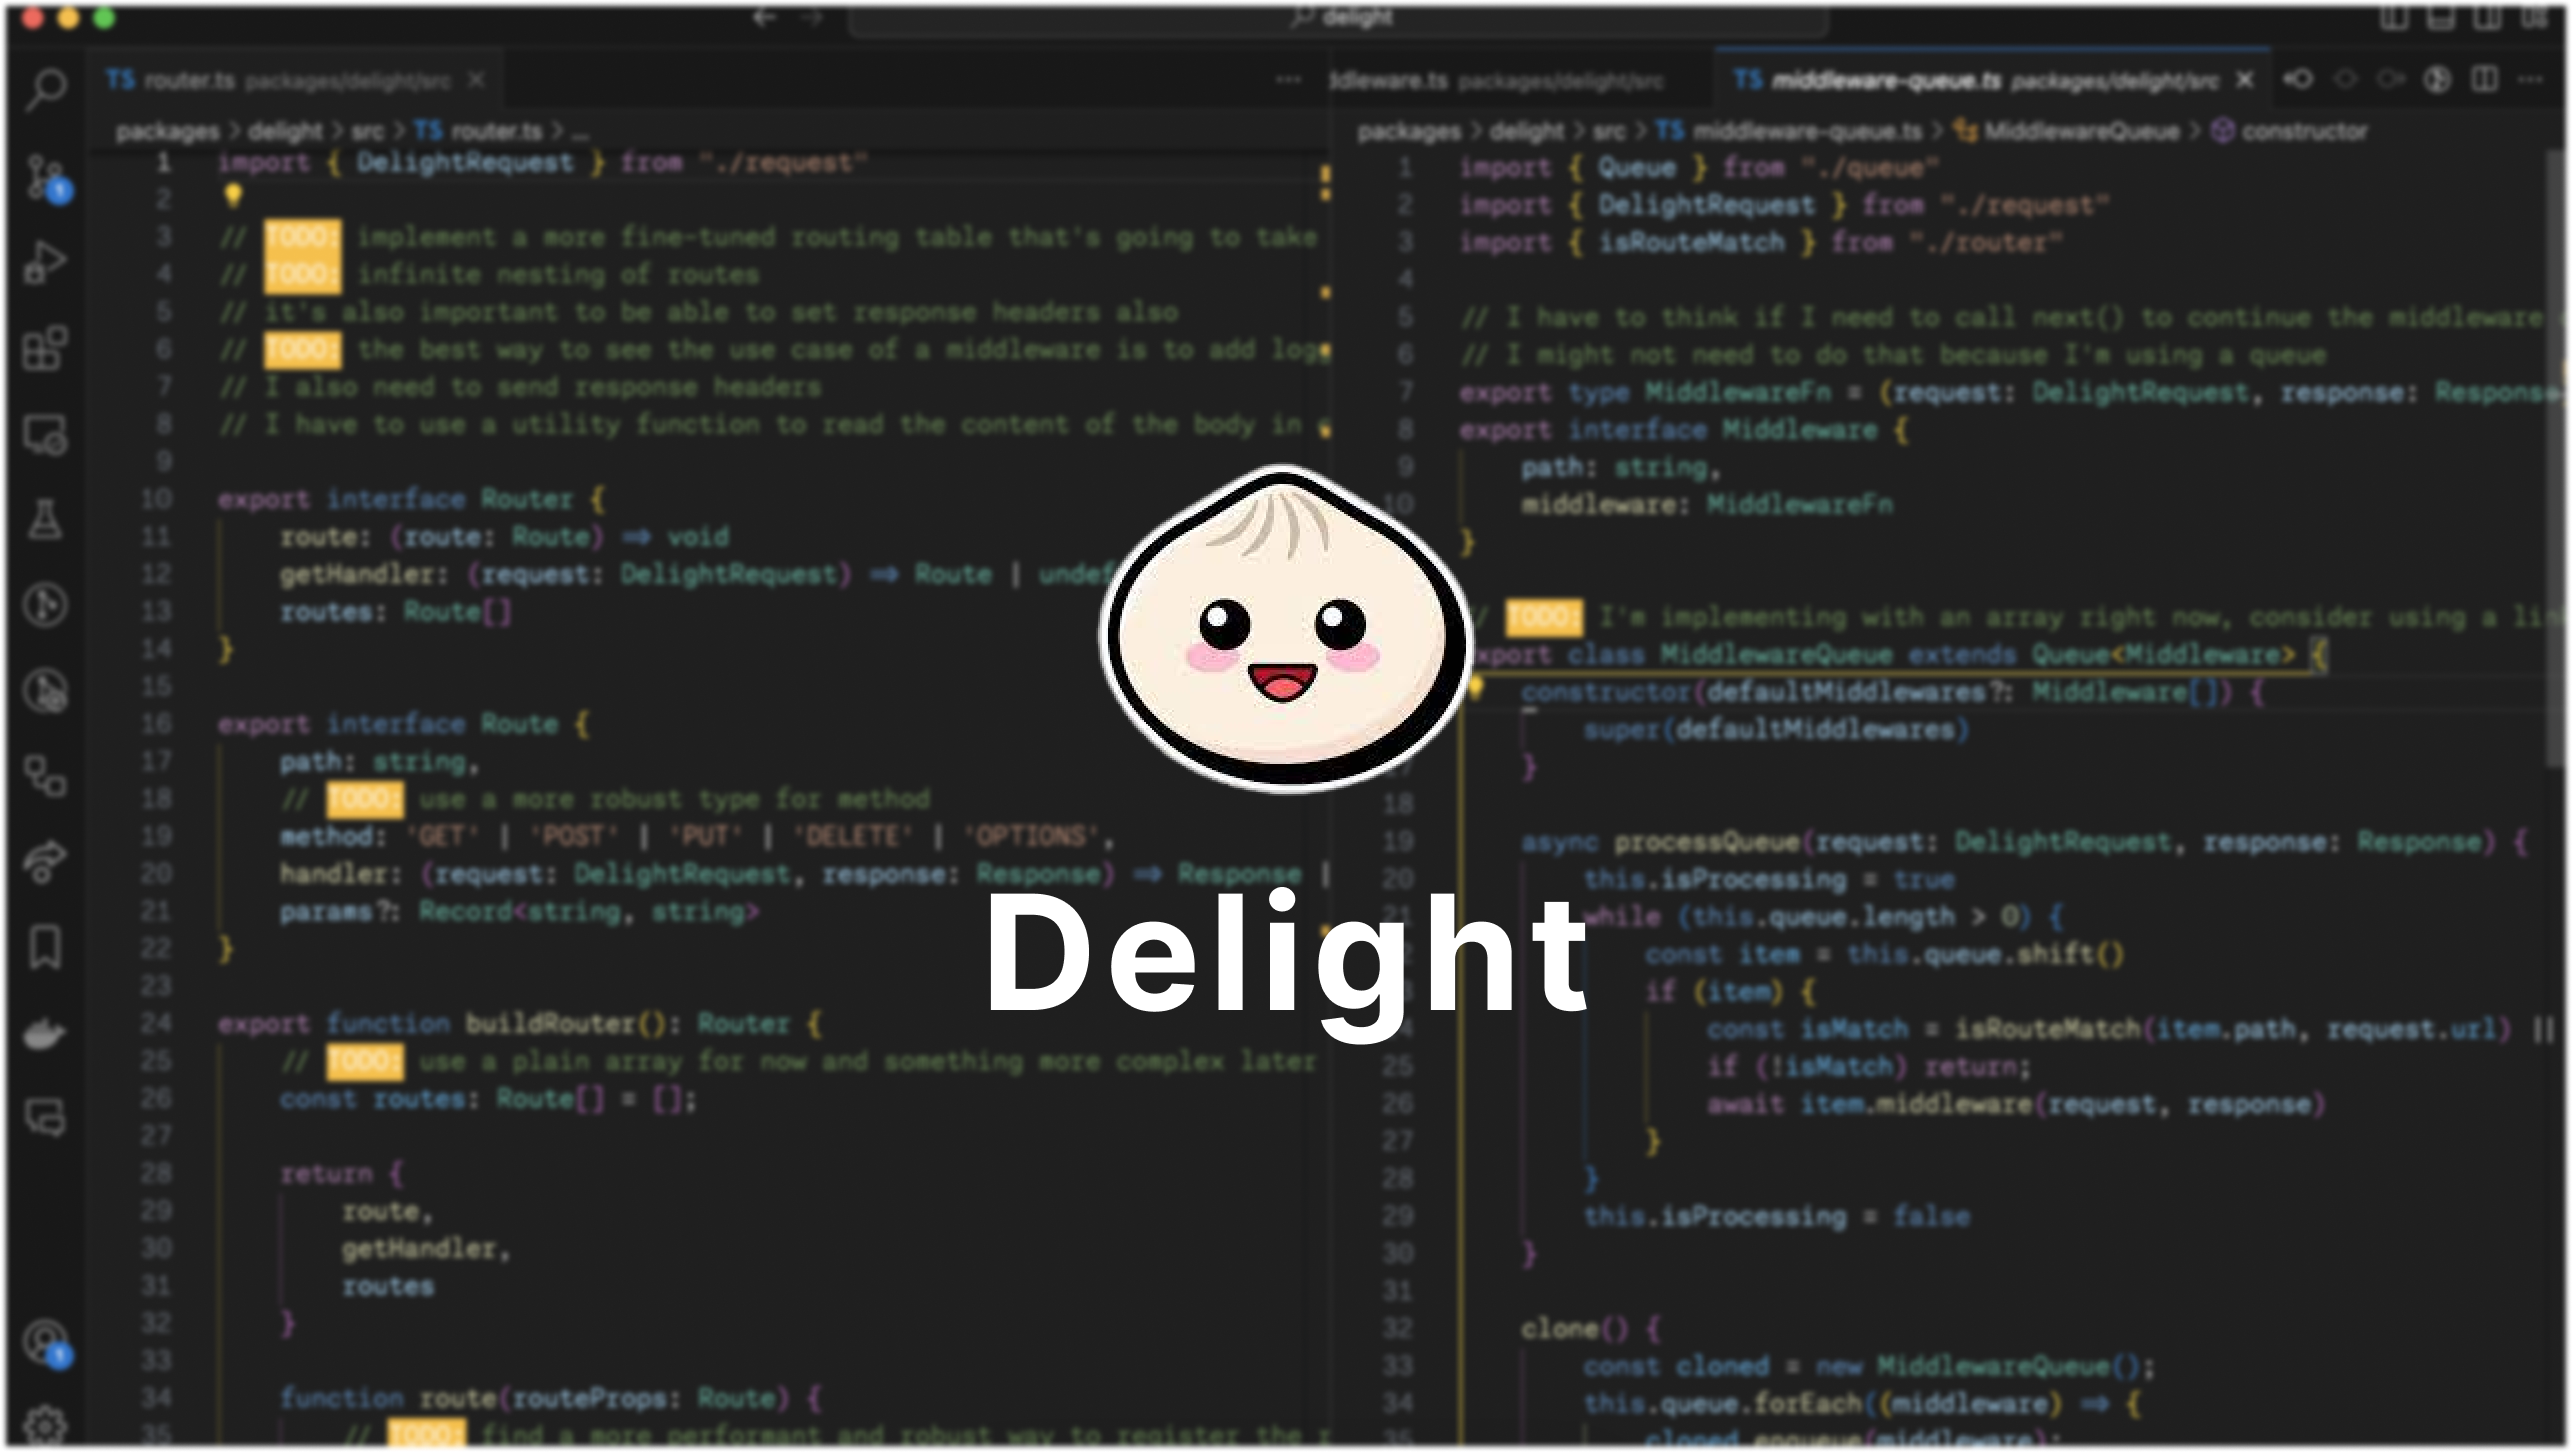 delight
TS router.ts packages/delight/src
packages > delight > src > TS router.ts > ...
1 import { DelightRequest } from "./request"
2
3 // TODO: implement a more fine-tuned routing table that's going to take
4 // TODO: infinite nesting of routes
5 // it's also important to be able to set response headers also
6 // TODO: the best way to see the use case of a middleware is to add log
7 // I also need to send response headers
8 // I have to use a utility function to read the content of the body in
9
10 export interface Router {
11 route: (route: Route) => void
12 getHandler: (request: DelightRequest) => Route | undef
13 routes: Route[]
14 }
15
16 export interface Route {
17 path: string,
18 // TODO: use a more robust type for method
19 method: 'GET' | 'POST' | 'PUT' | 'DELETE' | 'OPTIONS',
20 handler: (request: DelightRequest, response: Response) => Response |
21 params?: Record<string, string>
22 }
23
24 export function buildRouter(): Router {
25 // TODO: use a plain array for now and something more complex later
26 const routes: Route[] = [];
27
28 return {
29 route,
30 getHandler,
31 routes
32 }
33
34 function route(routeProps: Route) {
35 // TODO: find a more performant and robust way to register the r
ddleware.ts packages/delight/src
TS middleware-queue.ts packages/delight/src
packages > delight > src > TS middleware-queue.ts > MiddlewareQueue > constructor
1 import { Queue } from "./queue"
2 import { DelightRequest } from "./request"
3 import { isRouteMatch } from "./router"
4
5 // I have to think if I need to call next() to continue the middleware
6 // I might not need to do that because I'm using a queue
7 export type MiddlewareFn = (request: DelightRequest, response: Response
8 export interface Middleware {
9 path: string,
10 middleware: MiddlewareFn
}
/ TODO: I'm implementing with an array right now, consider using a li
xport class MiddlewareQueue extends Queue<Middleware> {
constructor(defaultMiddlewares?: Middleware[]) {
super(defaultMiddlewares)
}
18
19 async processQueue(request: DelightRequest, response: Response) {
20 this.isProcessing = true
21 while (this.queue.length > 0) {
const item = this.queue.shift()
if (item) {
const isMatch = isRouteMatch(item.path, request.url) ||
25 if (!isMatch) return;
26 await item.middleware(request, response)
27 }
28 }
29 this.isProcessing = false
30 }
31
32 clone() {
33 const cloned = new MiddlewareQueue();
34 this.queue.forEach((middleware) => {
35 cloned.enqueue(middleware);
Delight
1
1